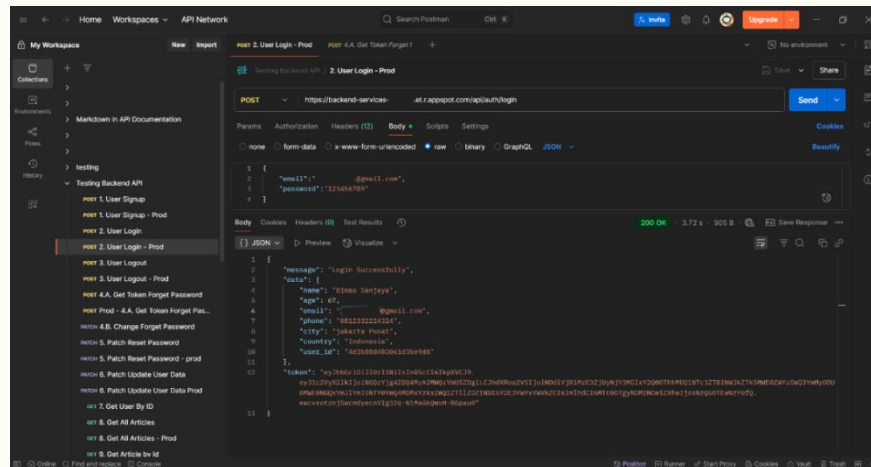 Home Workspaces API Network
Search Postman Ctrl K
Invite
Upgrade
My Workspace New Import
POST 2. User Login - Prod
POST 4.A. Get Token Forget
No environment
Collections
Environments
Flows
History
Markdown in API Documentation
testing
Testing Backend API
POST 1. User Signup
POST 1. User Signup - Prod
POST 2. User Login
POST 2. User Login - Prod
POST 3. User Logout
POST 3. User Logout - Prod
POST 4.A. Get Token Forget Password
POST Prod - 4.A. Get Token Forget Pas...
PATCH 4.B. Change Forget Password
PATCH 5. Patch Reset Password
PATCH 5. Patch Reset Password - prod
PATCH 6. Patch Update User Data
PATCH 6. Patch Update User Data Prod
GET 7. Get User By ID
GET 8. Get All Articles
GET 8. Get All Articles - Prod
GET 9. Get Article by Id
Testing Backend API / 2. User Login - Prod
Save Share
POST https://backend-services- .et.r.appspot.com/api/auth/login
Send
Params Authorization Headers (12) Body Scripts Settings
Cookies
none form-data x-www-form-urlencoded raw binary GraphQL JSON
Beautify
1 {
2 "email":" @gmail.com",
3 "password":"123456789"
4 }
Body Cookies Headers Test Results
200 OK 3.72 s 905 B Save Response
{} JSON Preview Visualize
1 {
2 "message": "Login Successfully",
3 "data": {
4 "name": "Dimas Sanjaya",
5 "age": 67,
6 "email": " @gmail.com",
7 "phone": "0812332224324",
8 "city": "jakarta Pusat",
9 "country": "Indonesia",
10 "user_id":
11 },
12 "token":
13 }
Online Find and replace Console
Postbot Runner Start Proxy Cookies Vault Trash